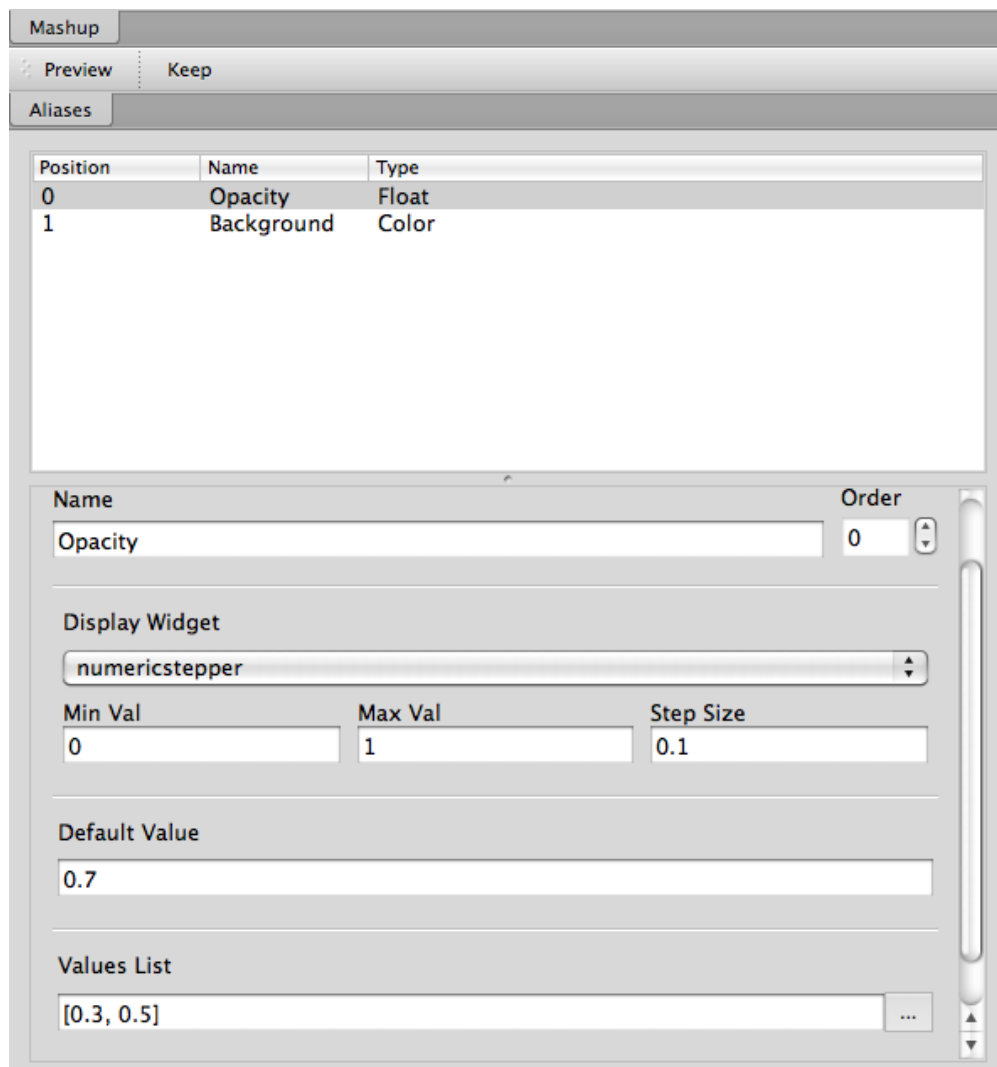 Mashup
Preview Keep
Aliases
Position Name Type
0 Opacity Float
1 Background Color
Name Order
Opacity 0
Display Widget
numericstepper
Min Val Max Val Step Size
0 1 0.1
Default Value
0.7
Values List
[0.3, 0.5] ...